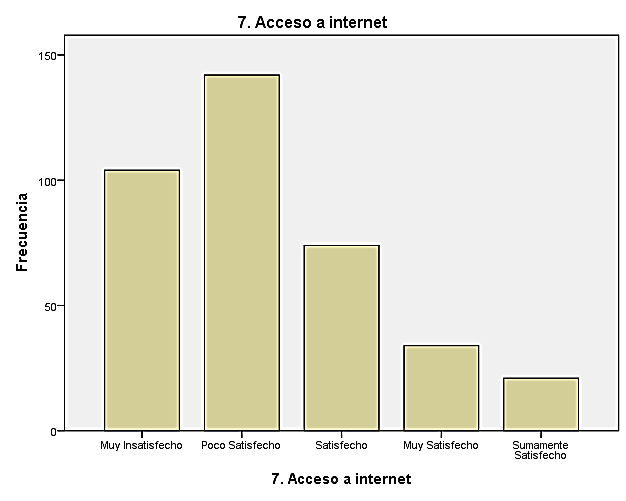 7. Acceso a internet
150
100
50
0
Frecuencia
Muy Insatisfecho
Poco Satisfecho
Satisfecho
Muy Satisfecho
Sumamente
Satisfecho
7. Acceso a internet